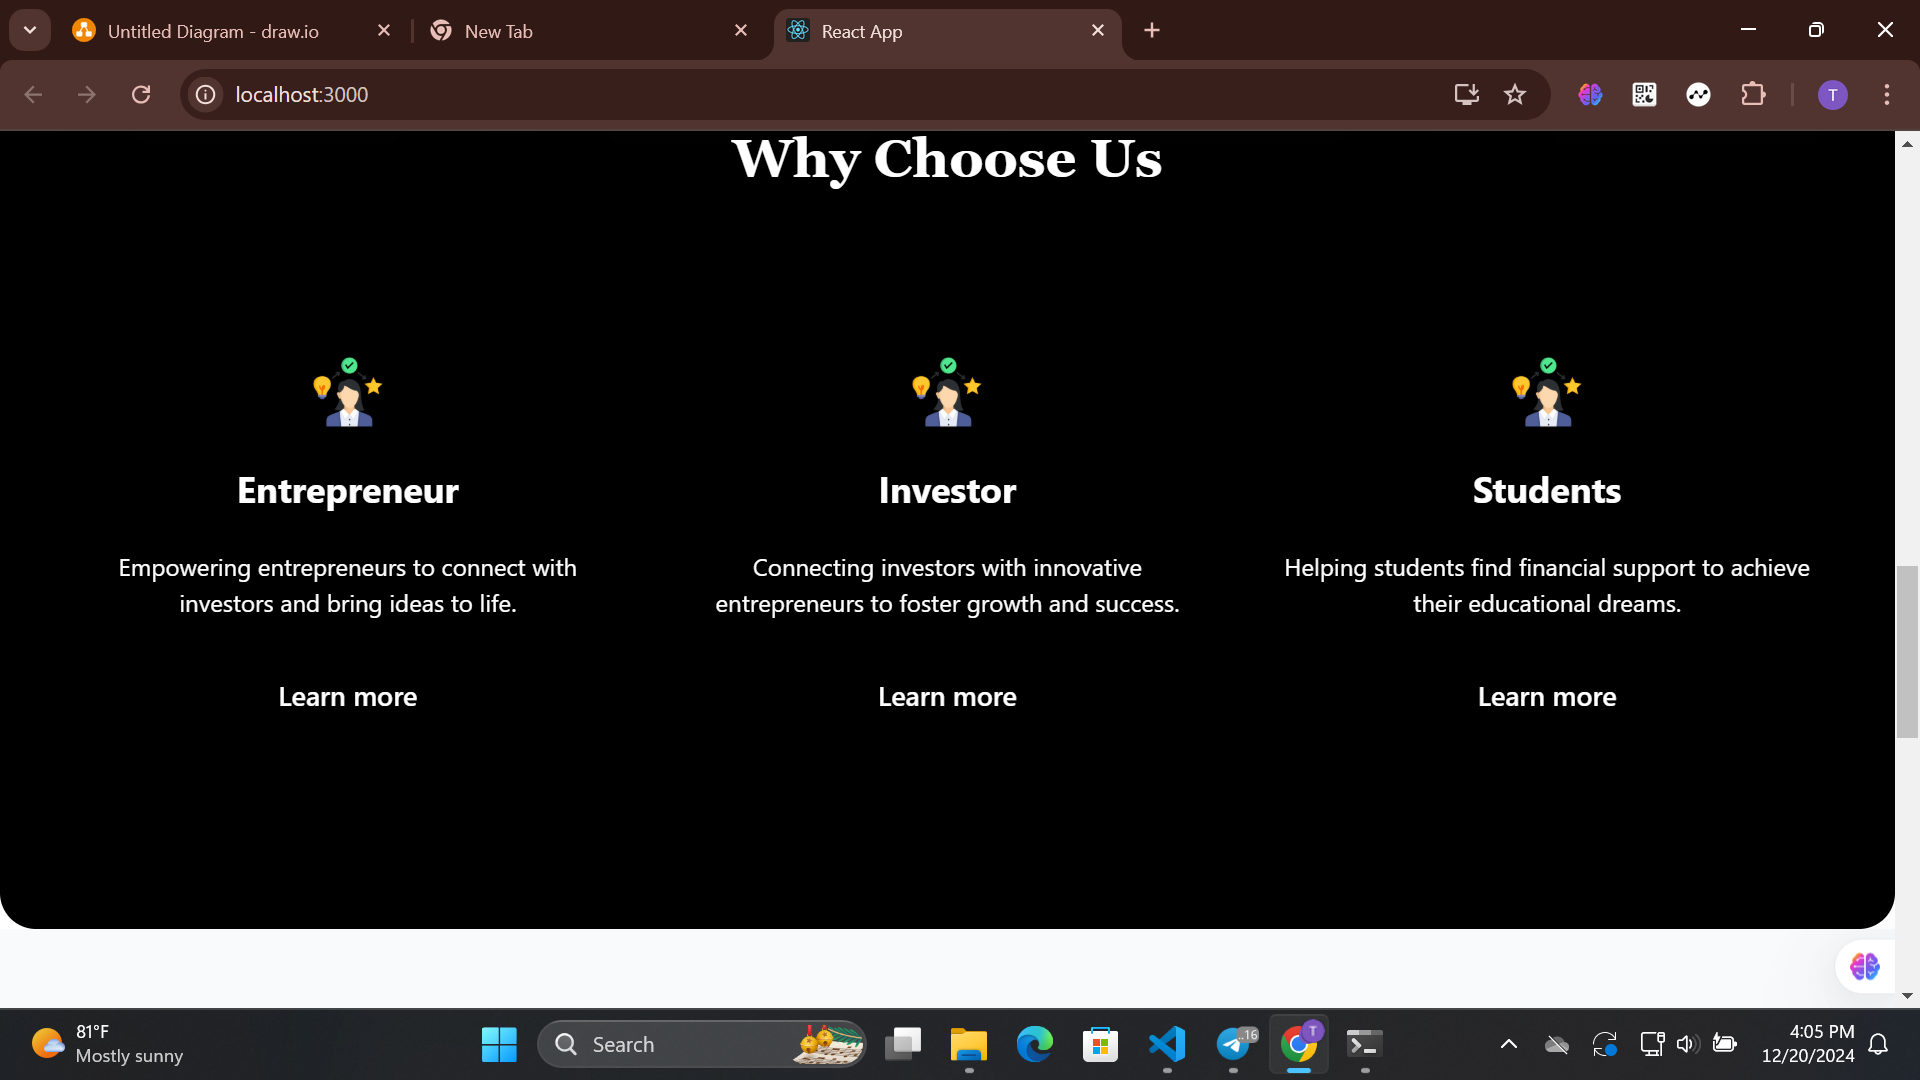 Untitled Diagram - draw.io
New Tab
React App
localhost:3000
T
Why Choose Us
Entrepreneur
Investor
Students
Empowering entrepreneurs to connect with
investors and bring ideas to life.
Connecting investors with innovative
entrepreneurs to foster growth and success.
Helping students find financial support to achieve
their educational dreams.
Learn more
Learn more
Learn more
81°F
Mostly sunny
Search
..16
T
4:05 PM
12/20/2024